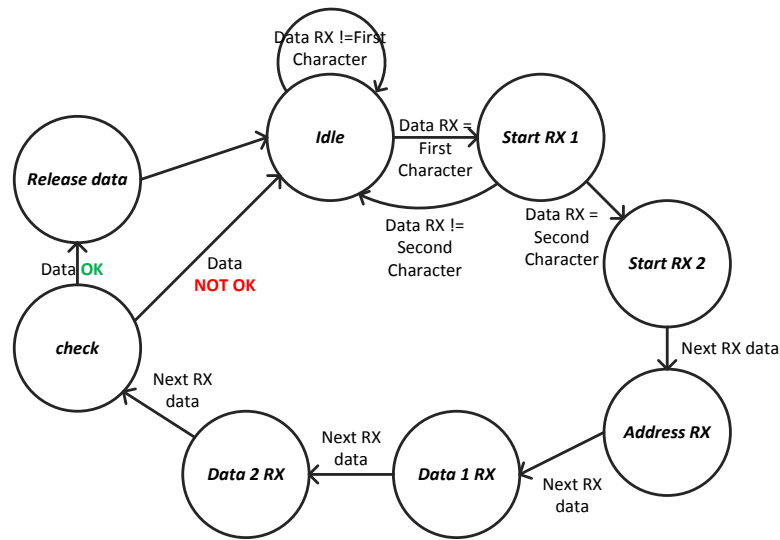 Data RX !=First
Character
Idle
Data RX =
First
Character
Start RX 1
Release data
Data RX !=
Second
Character
Data RX =
Second
Character
Start RX 2
Data OK
Data
NOT OK
check
Next RX data
Next RX
data
Address RX
Next RX
data
Data 2 RX
Data 1 RX
Next RX
data